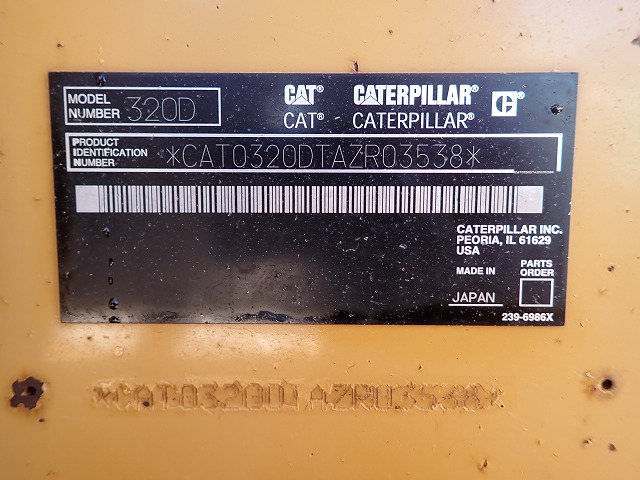 MODEL NUMBER 320D
CAT® CATERPILLAR® C®
CAT® CATERPILLAR®
PRODUCT IDENTIFICATION NUMBER *CAT0320DTAZR03538*
CATERPILLAR INC.
PEORIA, IL 61629
USA
MADE IN
JAPAN
PARTS ORDER
239-6986X
*CAT0320DTAZR03538*